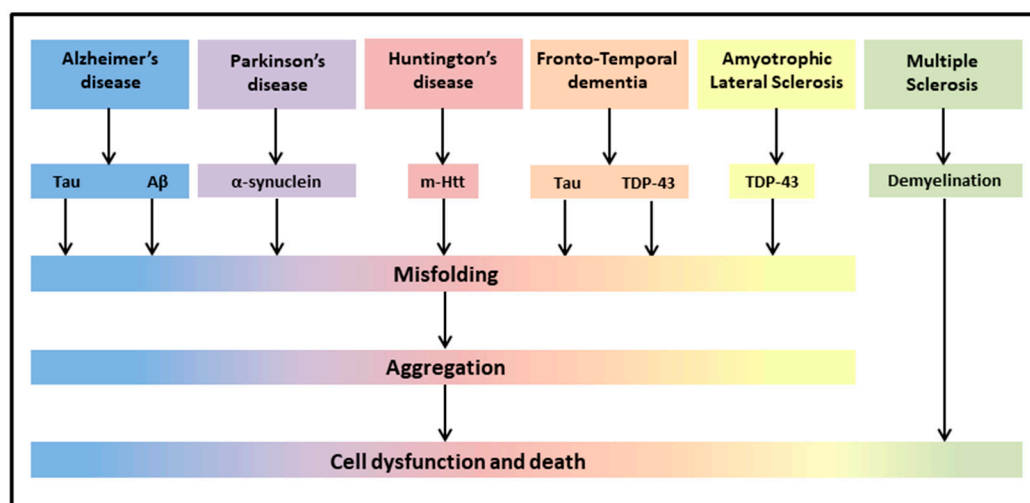 Alzheimer's
disease
Parkinson's
disease
Huntington's
disease
Fronto-Temporal
dementia
Amyotrophic
Lateral Sclerosis
Multiple
Sclerosis
Tau Aβ
α-synuclein
m-Htt
Tau TDP-43
TDP-43
Demyelination
Misfolding
Aggregation
Cell dysfunction and death